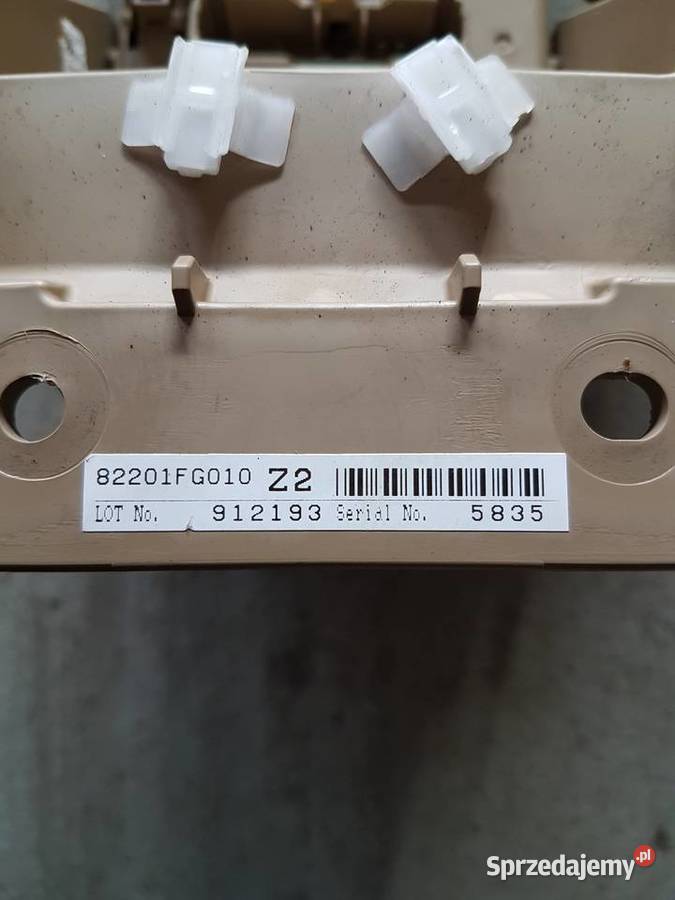 82201FG010 Z2
LOT No. 912193 Serial No. 5835
Sprzedajemy.pl